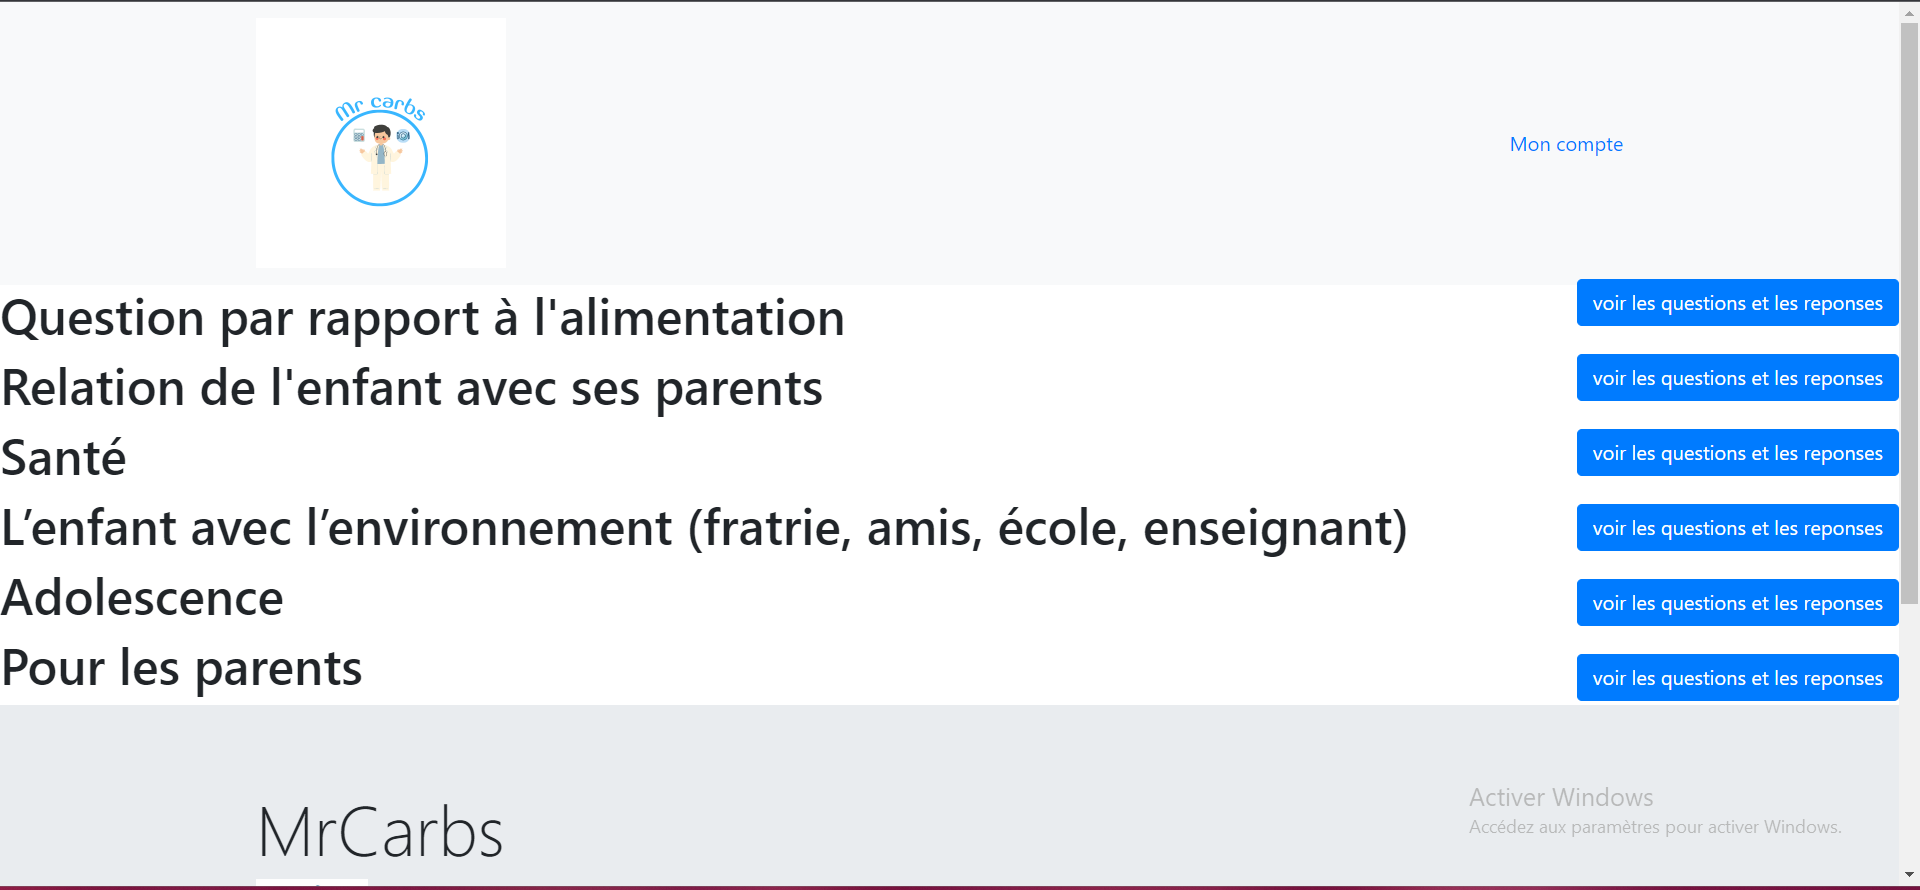 Mr carbs
Mon compte
Question par rapport à l'alimentation
voir les questions et les reponses
Relation de l'enfant avec ses parents
voir les questions et les reponses
Santé
voir les questions et les reponses
L’enfant avec l’environnement (fratrie, amis, école, enseignant)
voir les questions et les reponses
Adolescence
voir les questions et les reponses
Pour les parents
voir les questions et les reponses
MrCarbs
Activer Windows
Accédez aux paramètres pour activer Windows.